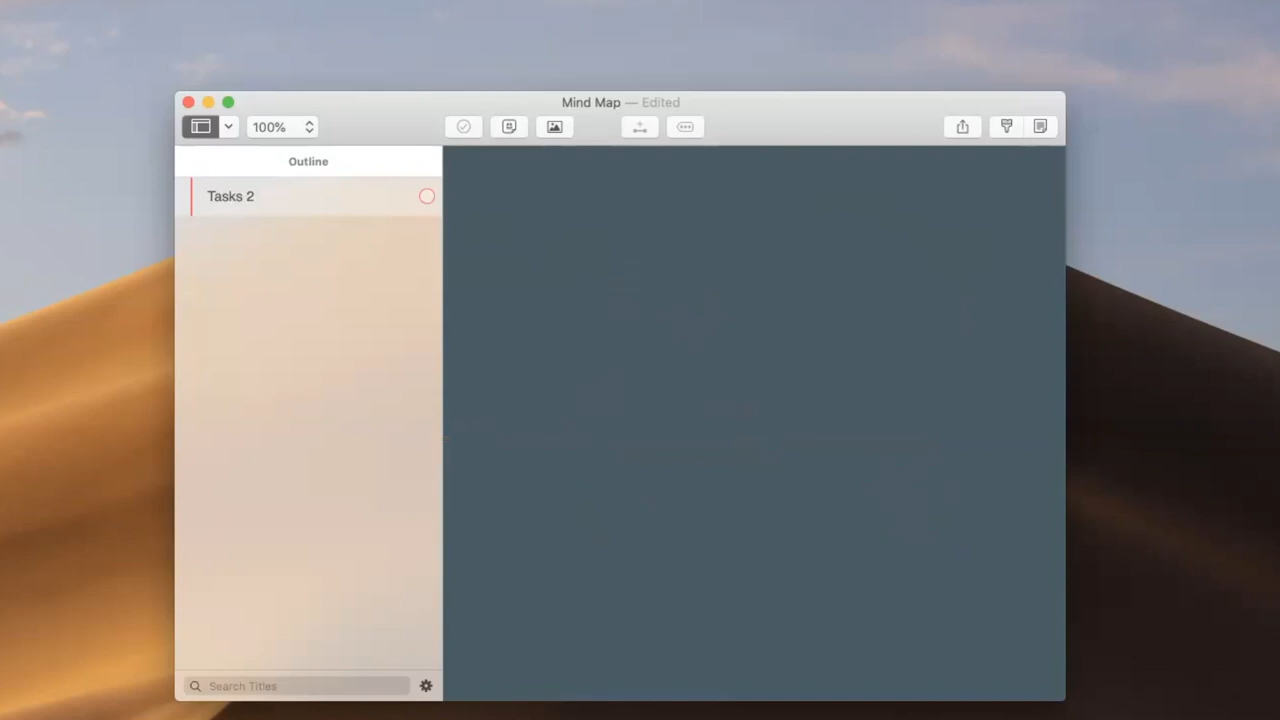 Mind Map — Edited
100%
Outline
Tasks 2
Search Titles